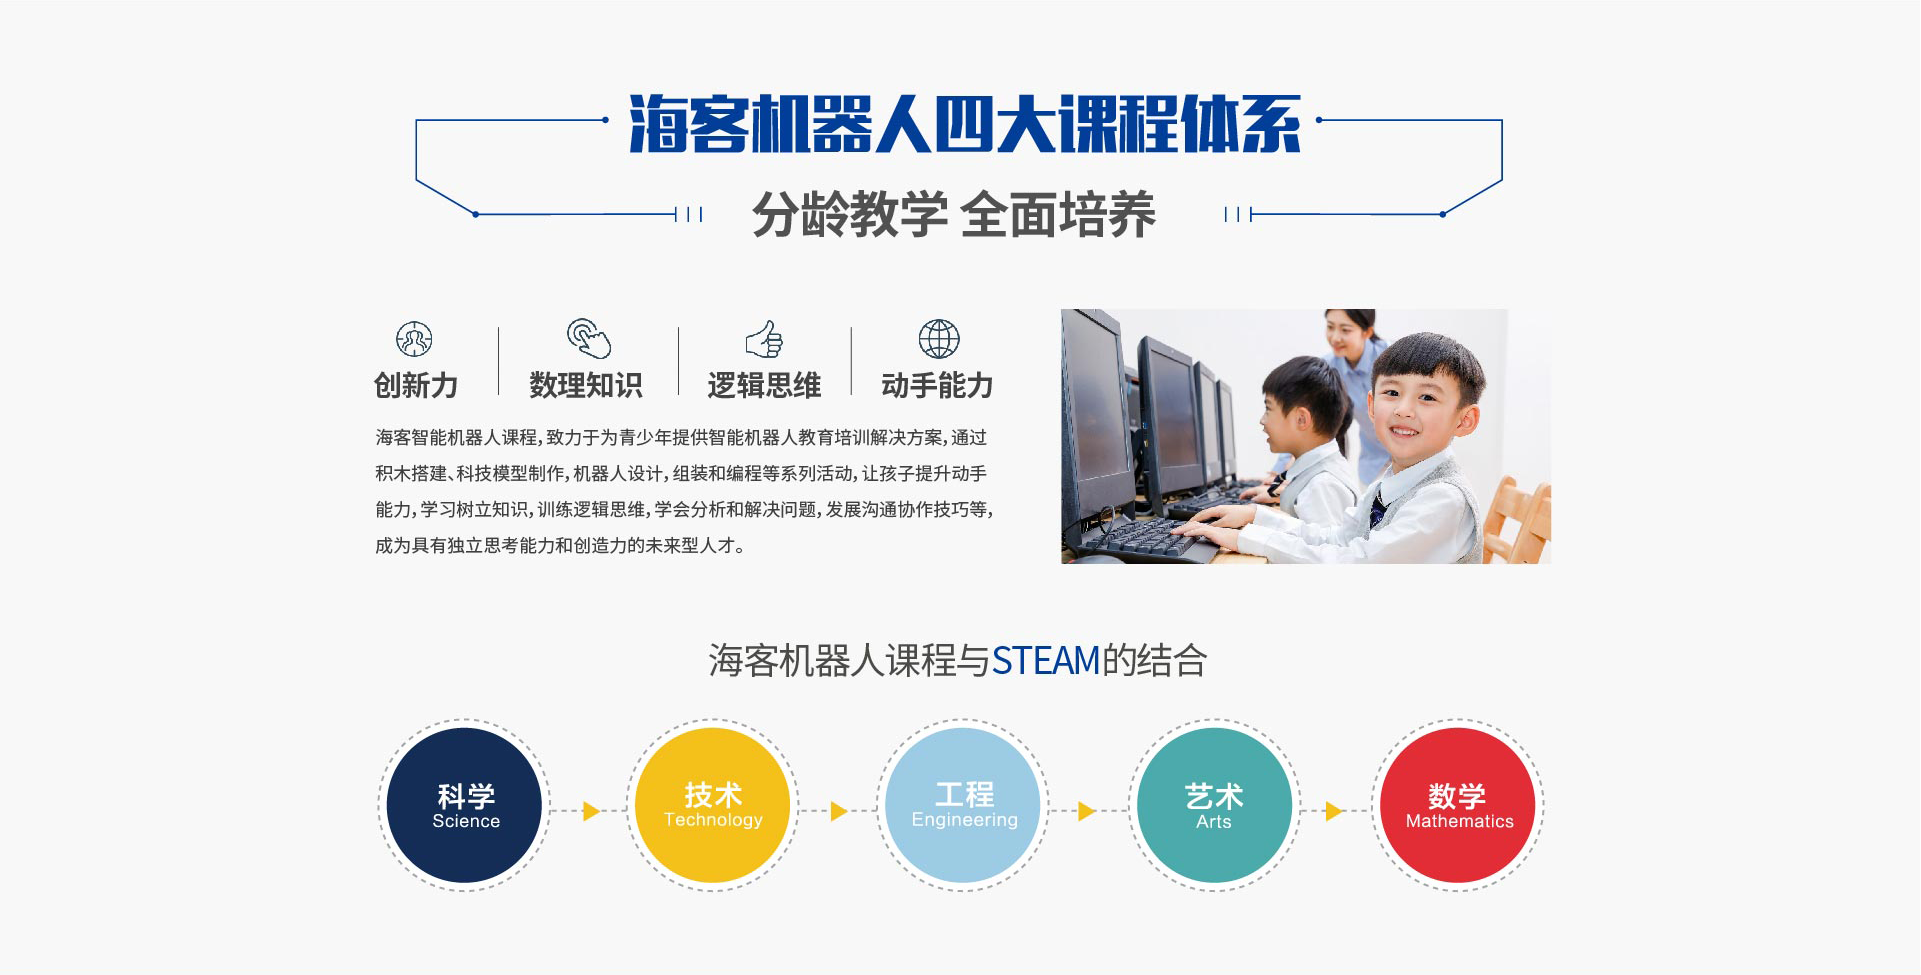 海客机器人四大课程体系
分龄教学 全面培养
创新力
数理知识
逻辑思维
动手能力
海客智能机器人课程,致力于为青少年提供智能机器人教育培训解决方案,通过
积木搭建、科技模型制作,机器人设计,组装和编程等系列活动,让孩子提升动手
能力,学习树立知识,训练逻辑思维,学会分析和解决问题,发展沟通协作技巧等,
成为具有独立思考能力和创造力的未来型人才。
海客机器人课程与STEAM的结合
科学
Science
技术
Technology
工程
Engineering
艺术
Arts
数学
Mathematics